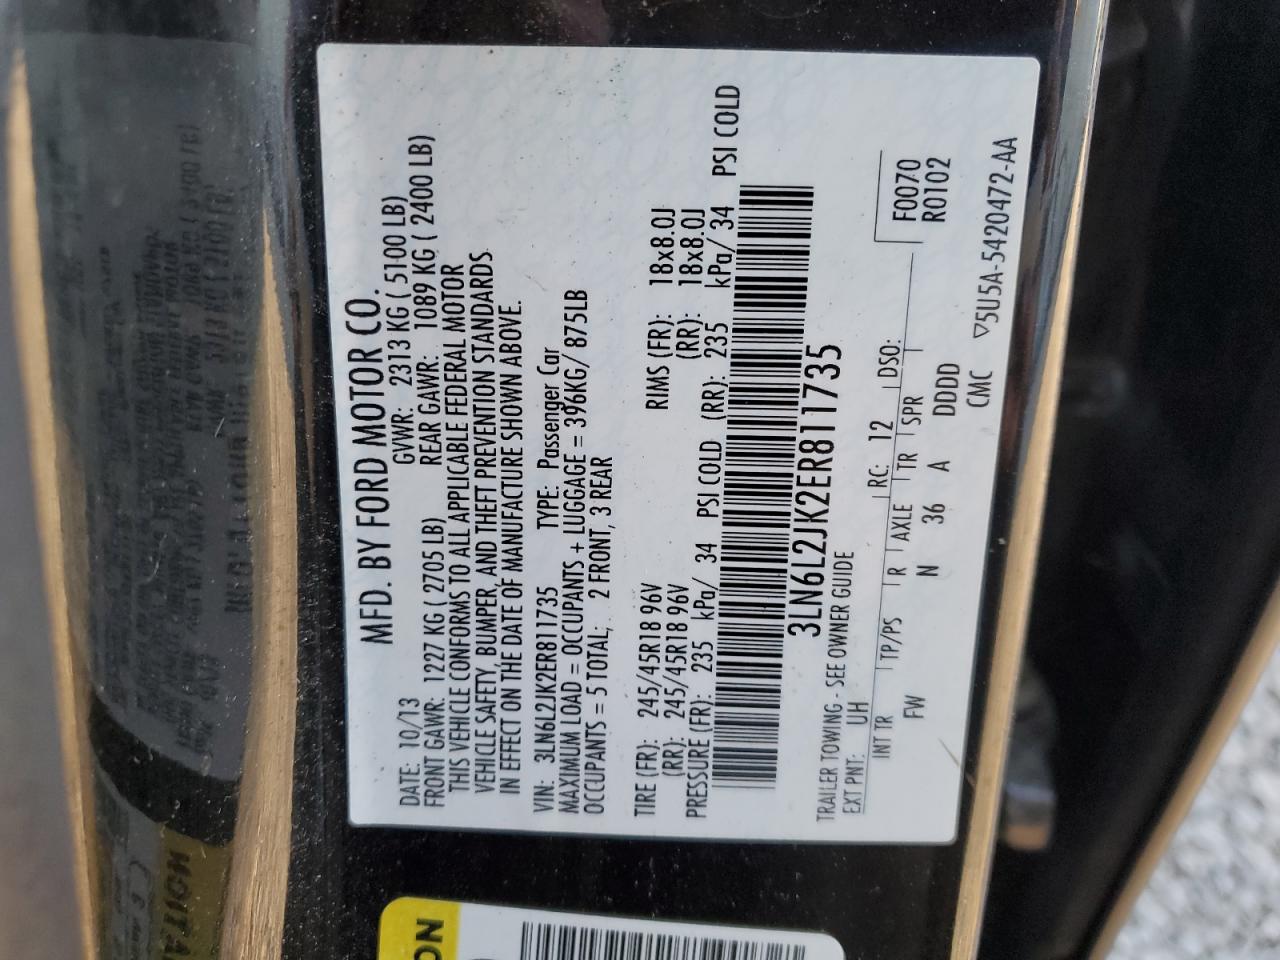 MFD. BY FORD MOTOR CO.
DATE: 10/13 GVWR: 2313 KG ( 5100 LB)
FRONT GAWR: 1227 KG ( 2705 LB) REAR GAWR: 1089 KG ( 2400 LB)
THIS VEHICLE CONFORMS TO ALL APPLICABLE FEDERAL MOTOR
VEHICLE SAFETY, BUMPER, AND THEFT PREVENTION STANDARDS
IN EFFECT ON THE DATE OF MANUFACTURE SHOWN ABOVE.
VIN: 3LN6L2JK2ER811735 TYPE: Passenger Car
MAXIMUM LOAD = OCCUPANTS + LUGGAGE = 396KG/ 875LB
OCCUPANTS = 5 TOTAL, 2 FRONT, 3 REAR
TIRE (FR): 245/45R18 96V RIMS (FR): 18x8.0J
(RR): 245/45R18 96V (RR): 18x8.0J
PRESSURE (FR): 235 kPa/ 34 PSI COLD (RR): 235 kPa/ 34 PSI COLD
3LN6L2JK2ER811735
TRAILER TOWING - SEE OWNER GUIDE
EXT PNT: UH RC: 12 DSO: F0070
R0102
INT TR TP/PS R AXLE TR SPR
FW N 36 A DDDD
CMC ▽5U5A-5420472-AA
ON